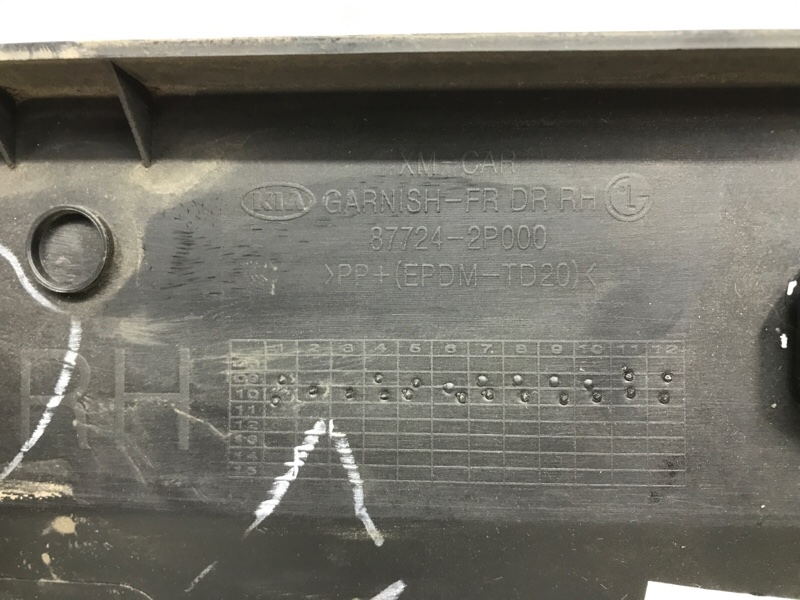 XM-CAR
KIA GARNISH-FR DR RH
87724-2P000
>PP+(EPDM-TD20)<
RH
1 2 3 4 5 6 7 8 9 10 11 12
09
10
11
12
13
14
15